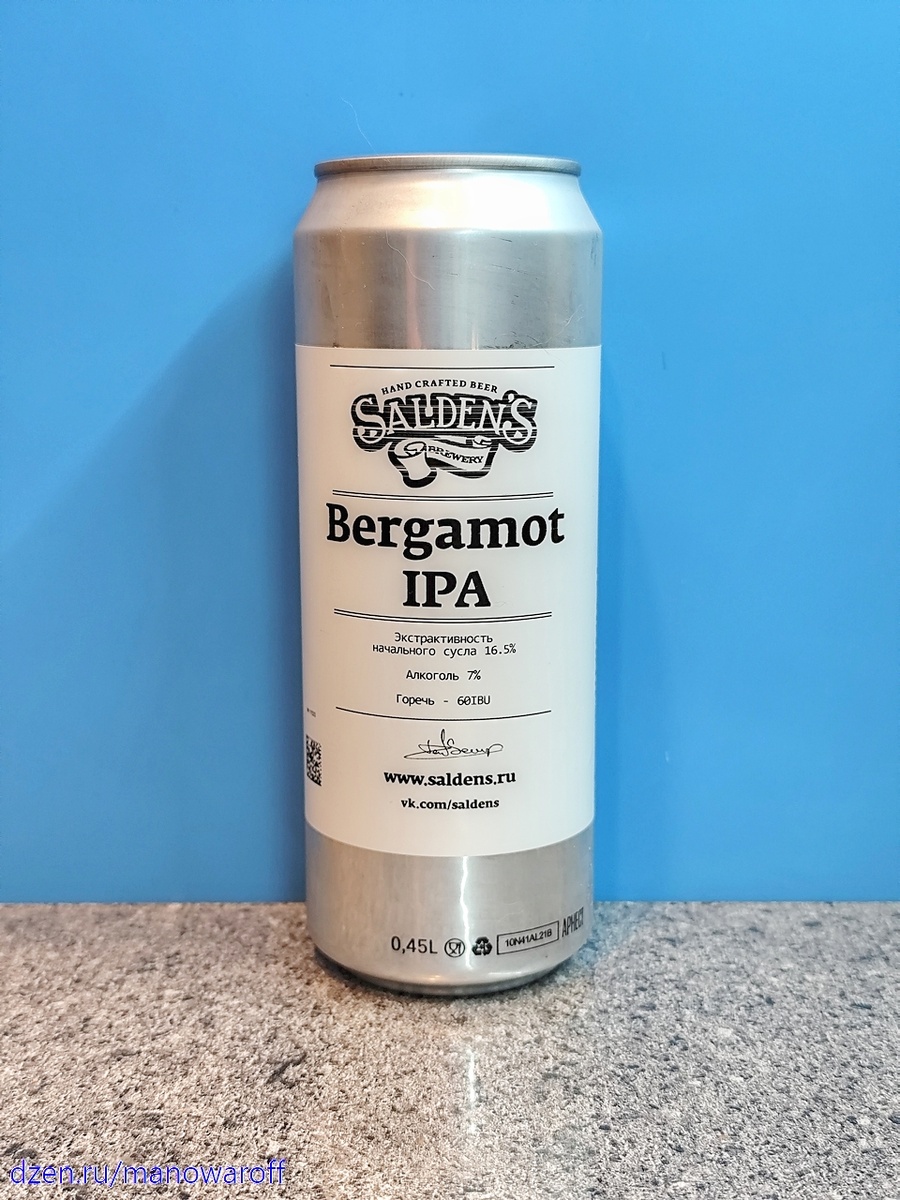 HAND CRAFTED BEER
SALDEN'S
BREWERY
Bergamot
IPA
Экстрактивность
начального сусла 16.5%
Алкоголь 7%
Горечь - 60IBU
www.saldens.ru
vk.com/saldens
0,45L
10N41AL21B
АРНЕСТ
dzen.ru/manowaroff